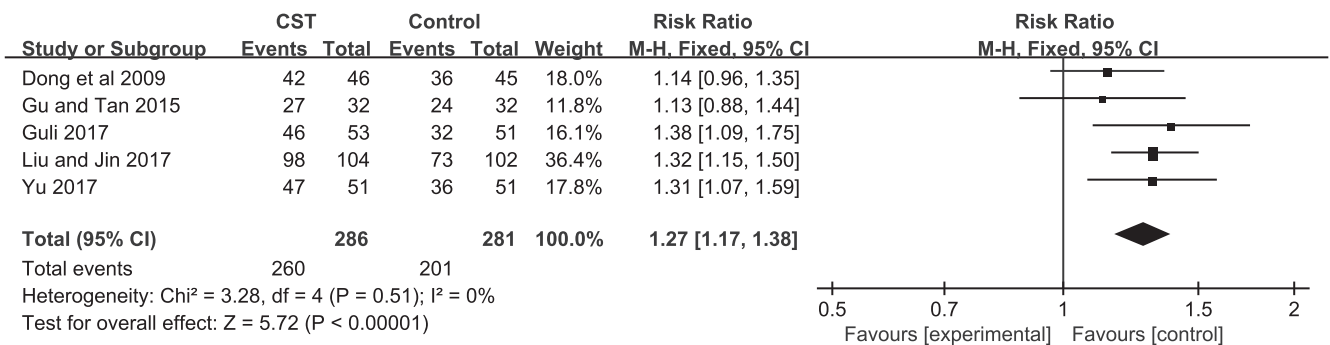 CST Control Risk Ratio Risk Ratio
Study or Subgroup Events Total Events Total Weight M-H, Fixed, 95% CI M-H, Fixed, 95% CI
Dong et al 2009 42 46 36 45 18.0% 1.14 [0.96, 1.35]
Gu and Tan 2015 27 32 24 32 11.8% 1.13 [0.88, 1.44]
Guli 2017 46 53 32 51 16.1% 1.38 [1.09, 1.75]
Liu and Jin 2017 98 104 73 102 36.4% 1.32 [1.15, 1.50]
Yu 2017 47 51 36 51 17.8% 1.31 [1.07, 1.59]
Total (95% CI) 286 281 100.0% 1.27 [1.17, 1.38]
Total events 260 201
Heterogeneity: Chi² = 3.28, df = 4 (P = 0.51); I² = 0%
Test for overall effect: Z = 5.72 (P < 0.00001)
0.5 0.7 1 1.5 2
Favours [experimental] Favours [control]